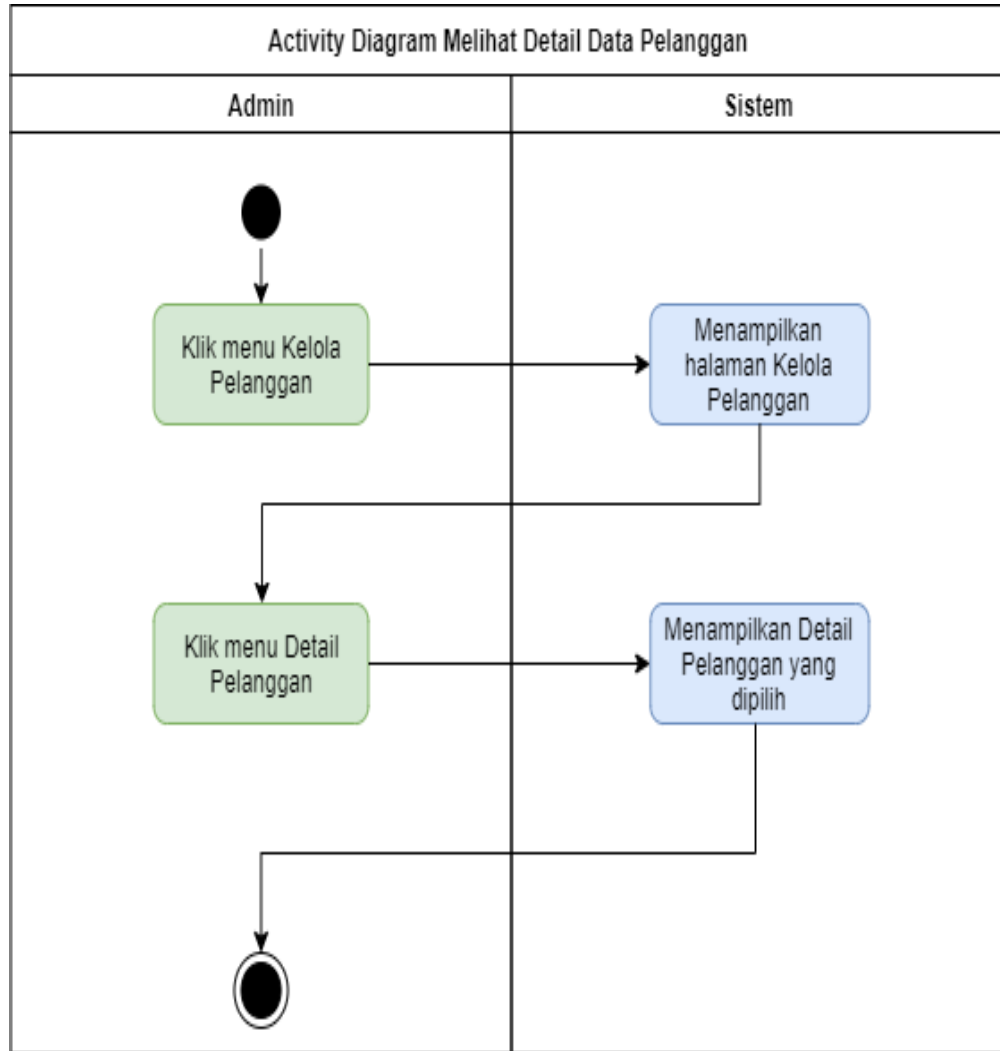 Activity Diagram Melihat Detail Data Pelanggan
Admin
Sistem
Klik menu Kelola
Pelanggan
Menampilkan
halaman Kelola
Pelanggan
Klik menu Detail
Pelanggan
Menampilkan Detail
Pelanggan yang
dipilih